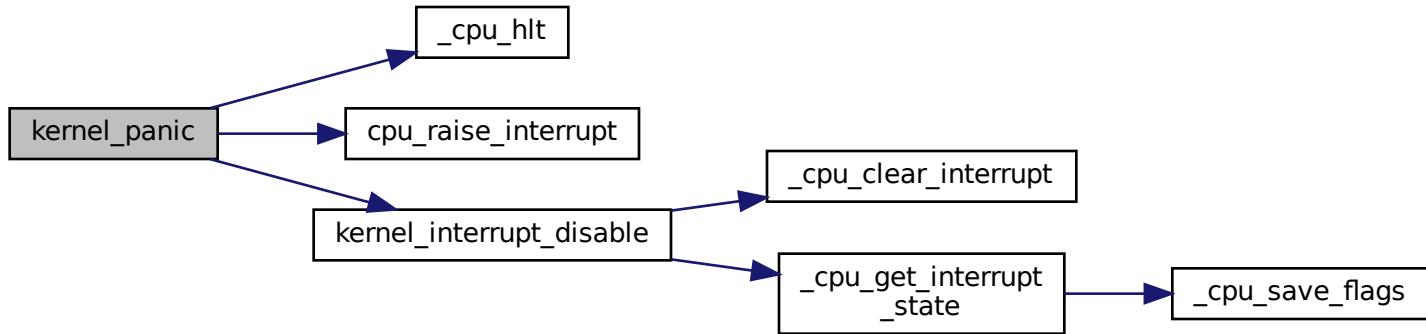 _cpu_hlt
kernel_panic
cpu_raise_interrupt
kernel_interrupt_disable
_cpu_clear_interrupt
_cpu_get_interrupt
_state
_cpu_save_flags